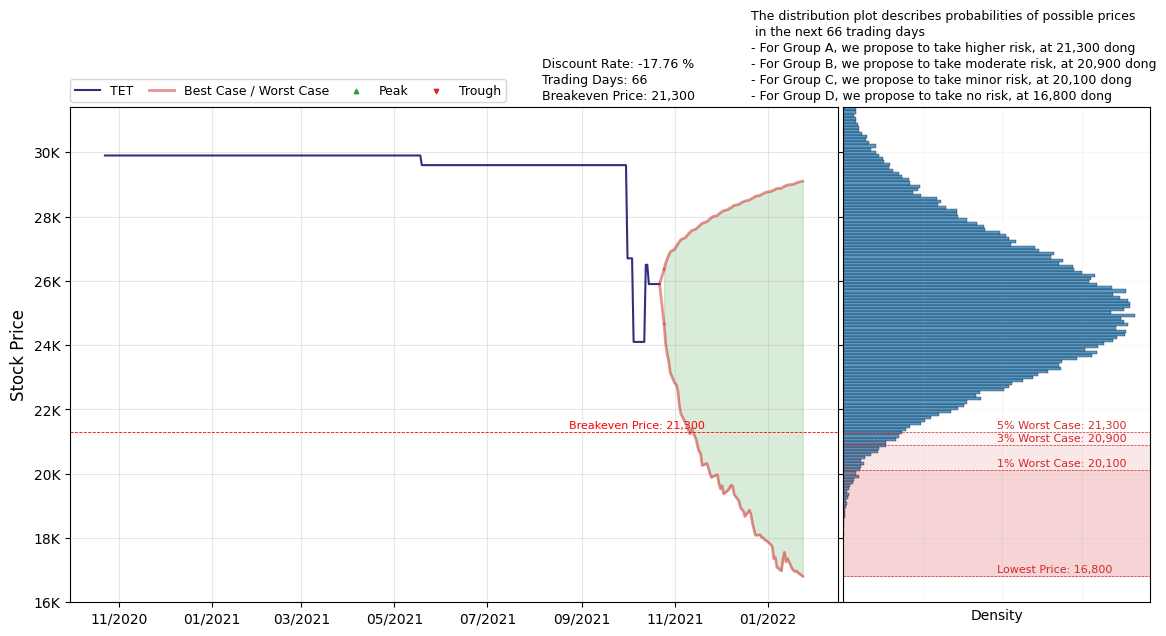 The distribution plot describes probabilities of possible prices
in the next 66 trading days
- For Group A, we propose to take higher risk, at 21,300 dong
- For Group B, we propose to take moderate risk, at 20,900 dong
- For Group C, we propose to take minor risk, at 20,100 dong
- For Group D, we propose to take no risk, at 16,800 dong
Discount Rate: -17.76 %
Trading Days: 66
Breakeven Price: 21,300
TET
Best Case / Worst Case
Peak
Trough
Stock Price
30K
28K
26K
24K
22K
20K
18K
16K
Breakeven Price: 21,300
5% Worst Case: 21,300
3% Worst Case: 20,900
1% Worst Case: 20,100
Lowest Price: 16,800
11/2020
01/2021
03/2021
05/2021
07/2021
09/2021
11/2021
01/2022
Density